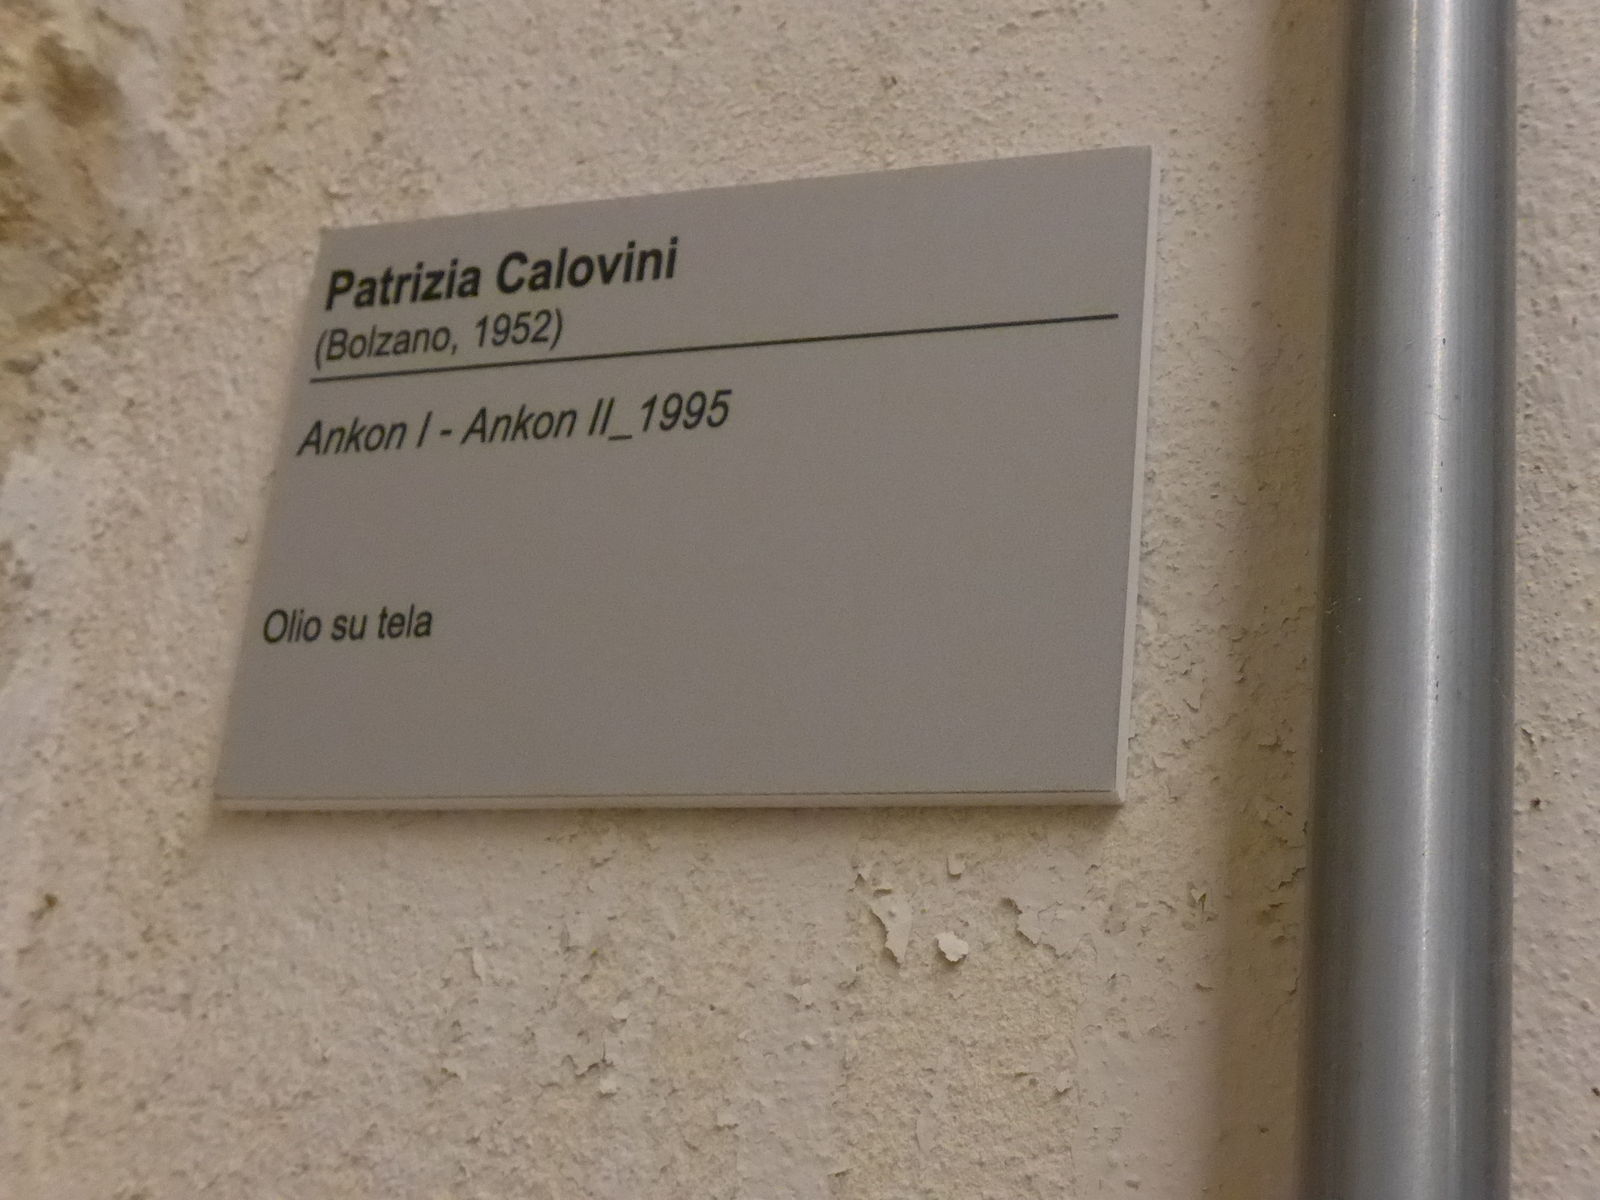 Patrizia Calovini
(Bolzano, 1952)
Ankon I - Ankon II_1995
Olio su tela